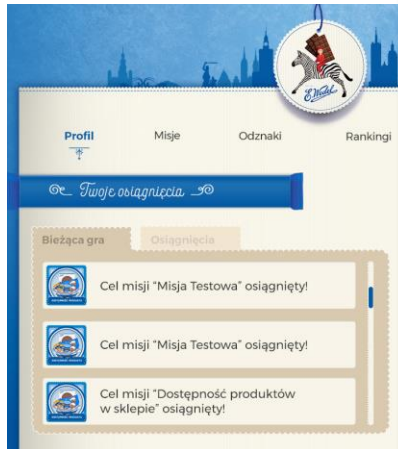 E.Wedel
Profil
Misje
Odznaki
Rankingi
Twoje osiągnięcia
Bieżąca gra
Osiągnięcia
Cel misji "Misja Testowa" osiągnięty!
Cel misji "Misja Testowa" osiągnięty!
Cel misji "Dostępność produktów
w sklepie" osiągnięty!